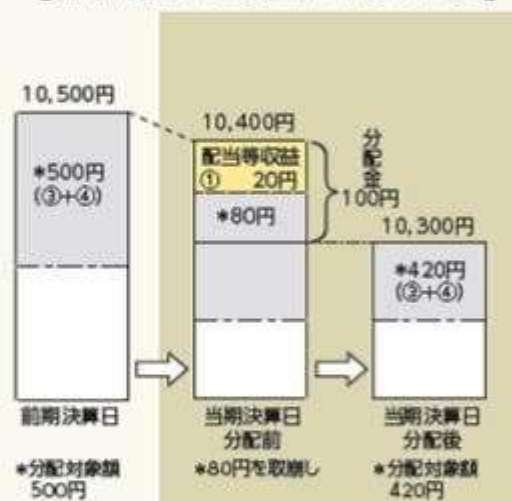 10,500円
*500円
(③+④)
前期決算日
*分配対象額
500円
10,400円
配当等収益
① 20円
*80円
分配金
100円
当期決算日
分配前
*80円を取崩し
10,300円
*420円
(③+④)
当期決算日
分配後
*分配対象額
420円